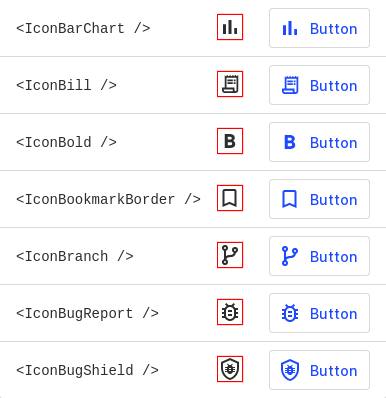 <IconBarChart /> Button
<IconBill /> Button
<IconBold /> B Button
<IconBookmarkBorder /> Button
<IconBranch /> Button
<IconBugReport /> Button
<IconBugShield /> Button